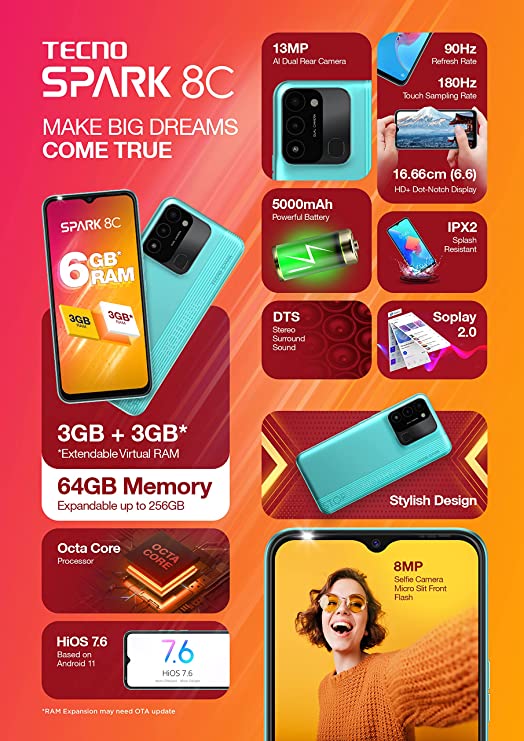 TECNO
SPARK 8C
MAKE BIG DREAMS
COME TRUE
SPARK 8C
6GB*
RAM
3GB
RAM
3GB*
RAM
3GB + 3GB*
*Extendable Virtual RAM
64GB Memory
Expandable up to 256GB
Octa Core
Processor
OCTA
CORE
HiOS 7.6
Based on
Android 11
7.6
HiOS 7.6
*RAM Expansion may need OTA update
13MP
AI Dual Rear Camera
90Hz
Refresh Rate
180Hz
Touch Sampling Rate
16.66cm (6.6)
HD+ Dot-Notch Display
5000mAh
Powerful Battery
IPX2
Splash
Resistant
DTS
Stereo
Surround
Sound
Soplay
2.0
Stylish Design
8MP
Selfie Camera
Micro Slit Front
Flash